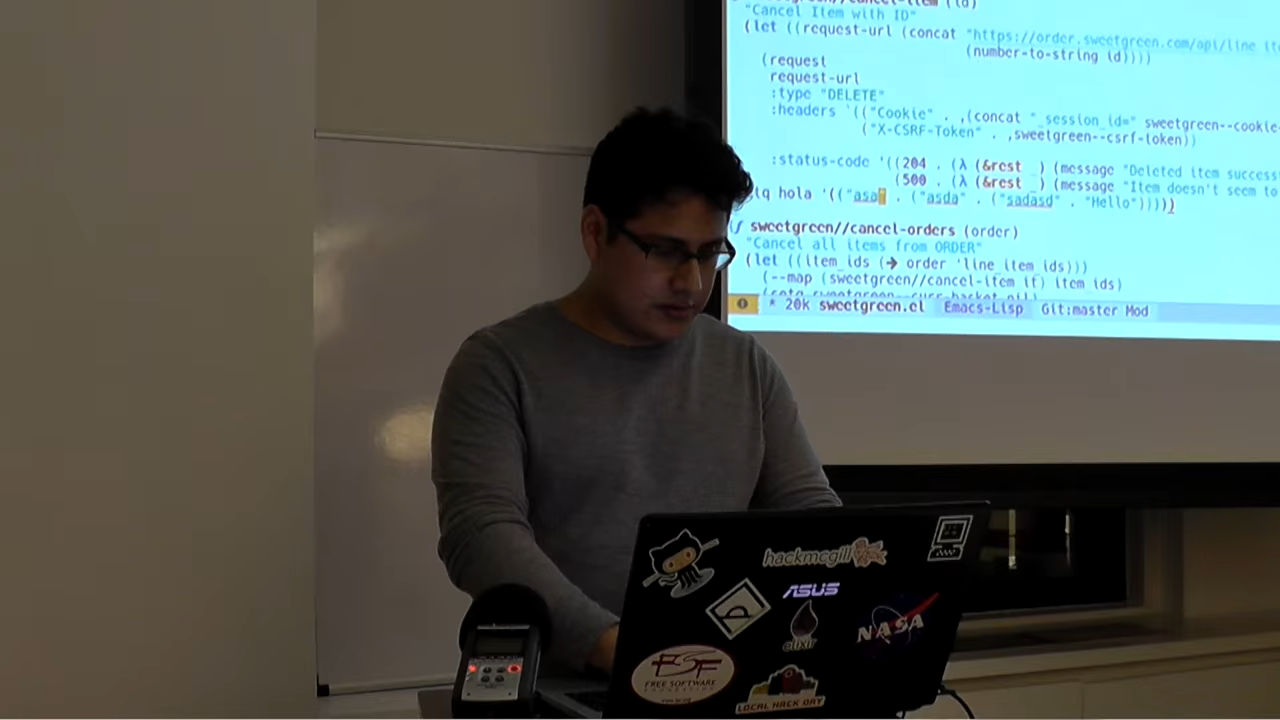 "Cancel Item with ID"
(let ((request-url (concat "https://order.sweetgreen.com/api/line_ite
(number-to-string id))))
(request
request-url
:type "DELETE"
:headers `(("Cookie" . ,(concat "_session_id=" sweetgreen--cookie-
("X-CSRF-Token" . ,sweetgreen--csrf-token))
:status-code '((204 . (λ (&rest _) (message "Deleted item success
(500 . (λ (&rest _) (message "Item doesn't seem to
tq hola '(("asa" . ("asda" . ("sadasd" . "Hello")))))
sweetgreen//cancel-orders (order)
"Cancel all items from ORDER"
(let ((item_ids (→ order 'line_item_ids)))
(--map (sweetgreen//cancel-item it) item_ids)
* 20k sweetgreen.el Emacs-Lisp Git:master Mod
hackmcgill
ASUS
elixir
NASA
FSF
FREE SOFTWARE
FOUNDATION
LOCAL HACK DAY